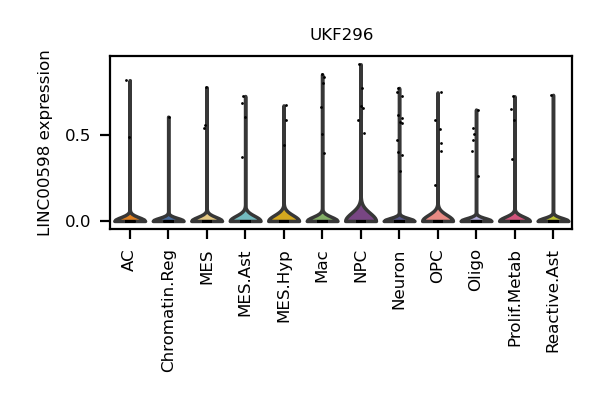 UKF296
LINC00598 expression
0.5
0.0
AC
Chromatin.Reg
MES
MES.Ast
MES.Hyp
Mac
NPC
Neuron
OPC
Oligo
Prolif.Metab
Reactive.Ast